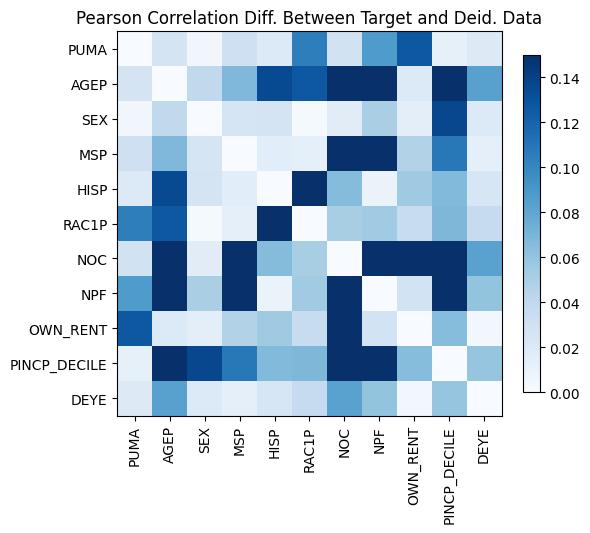 Pearson Correlation Diff. Between Target and Deid. Data
PUMA
AGEP
SEX
MSP
HISP
RAC1P
NOC
NPF
OWN_RENT
PINCP_DECILE
DEYE
PUMA
AGEP
SEX
MSP
HISP
RAC1P
NOC
NPF
OWN_RENT
PINCP_DECILE
DEYE
0.14
0.12
0.10
0.08
0.06
0.04
0.02
0.00